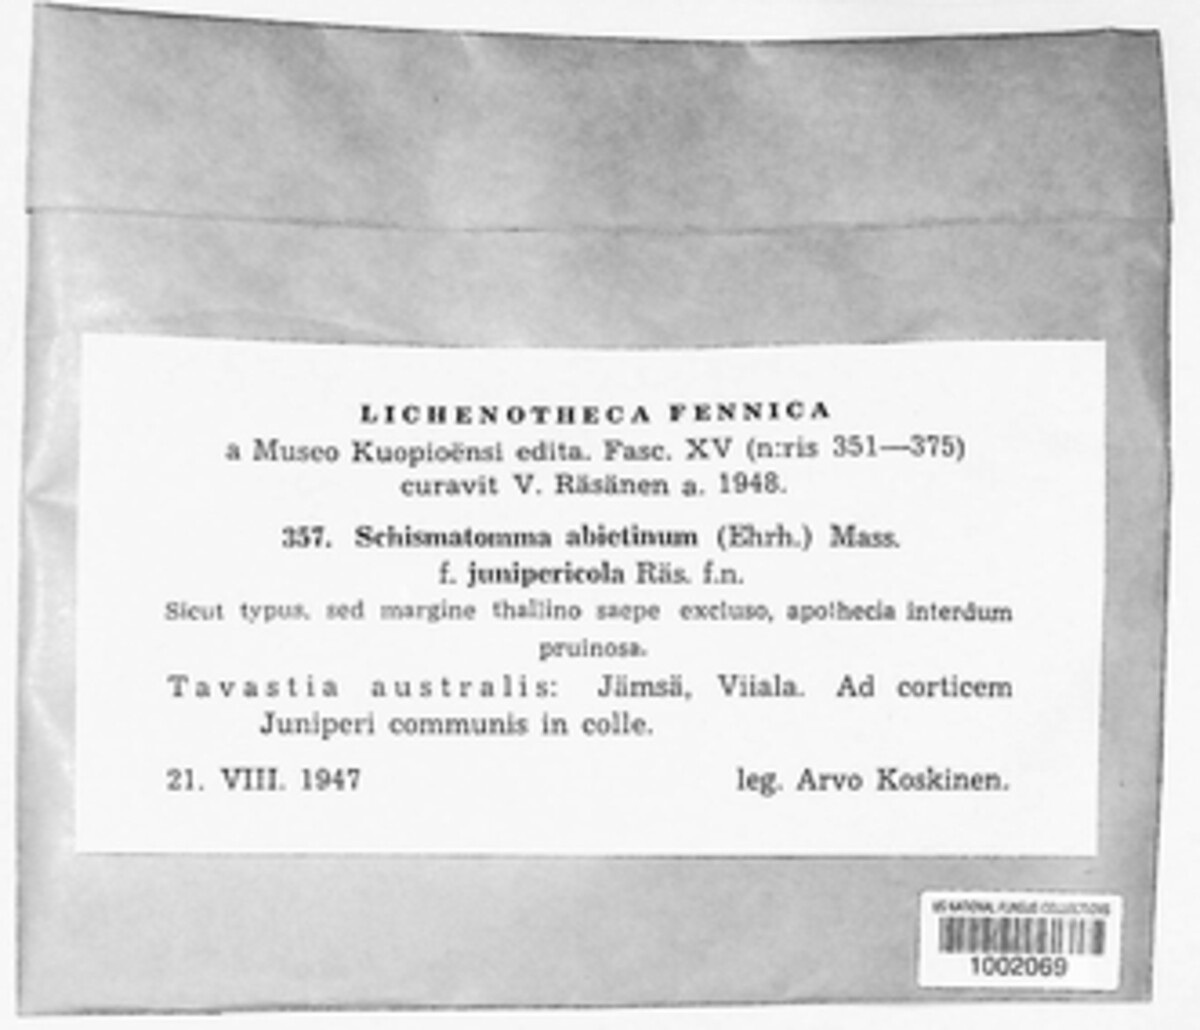 LICHENOTHECA FENNICA
a Museo Kuopioënsi edita. Fasc. XV (n:ris 351—375)
curavit V. Räsänen a. 1948.
357. Schismatomma abietinum (Ehrh.) Mass.
f. junipericola Räs. f.n.
Sicut typus, sed margine thallino saepe excluso, apothecia interdum
pruinosa.
Tavastia australis: Jämsä, Viiala. Ad corticem
Juniperi communis in colle.
21. VIII. 1947 leg. Arvo Koskinen.
US NATIONAL FUNGUS COLLECTIONS
1002069